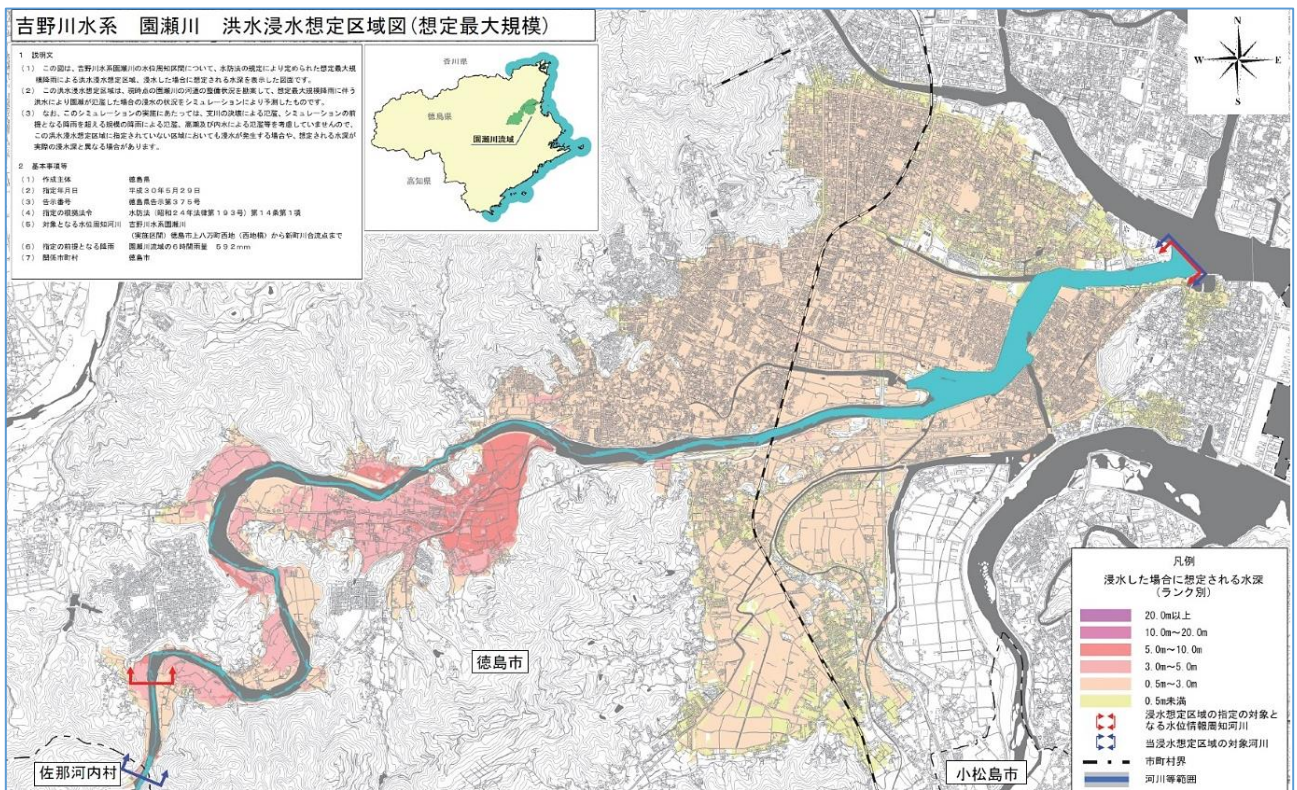 吉野川水系　園瀬川　洪水浸水想定区域図(想定最大規模)
1　説明文
（1）　この図は、吉野川水系園瀬川の水位周知区間について、水防法の規定により定められた想定最大規
模降雨による洪水浸水想定区域、浸水した場合に想定される水深を表示した図面です。
（2）　この洪水浸水想定区域は、現時点の園瀬川の河道の整備状況を勘案して、想定最大規模降雨に伴う
洪水により園瀬が氾濫した場合の浸水の状況をシミュレーションにより予測したものです。
（3）　なお、このシミュレーションの実施にあたっては、支川の決壊による氾濫、シミュレーションの前
提となる降雨を超える規模の降雨による氾濫、高潮及び内水による氾濫等を考慮していませんので、
この洪水浸水想定区域に指定されていない区域においても浸水が発生する場合や、想定される水深が
実際の浸水深と異なる場合があります。
2　基本事項等
（1）　作成主体　徳島県
（2）　指定年月日　平成30年5月29日
（3）　告示番号　徳島県告示第375号
（4）　指定の根拠法令　水防法（昭和24年法律第193号）第14条第1項
（5）　対象となる水位周知河川　吉野川水系園瀬川
（実施区間）徳島市上八万町西地（西地橋）から新町川合流点まで
（6）　指定の前提となる降雨　園瀬川流域の6時間雨量　592mm
（7）　関係市町村　徳島市
香川県
徳島県
園瀬川流域
高知県
N
W
E
S
徳島市
佐那河内村
小松島市
凡例
浸水した場合に想定される水深
（ランク別）
20.0m以上
10.0m～20.0m
5.0m～10.0m
3.0m～5.0m
0.5m～3.0m
0.5m未満
浸水想定区域の指定の対象と
なる水位情報周知河川
当浸水想定区域の対象河川
市町村界
河川等範囲